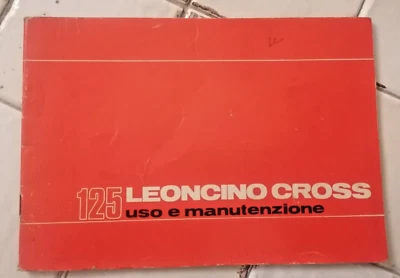 125 LEONCINO CROSS
uso e manutenzione